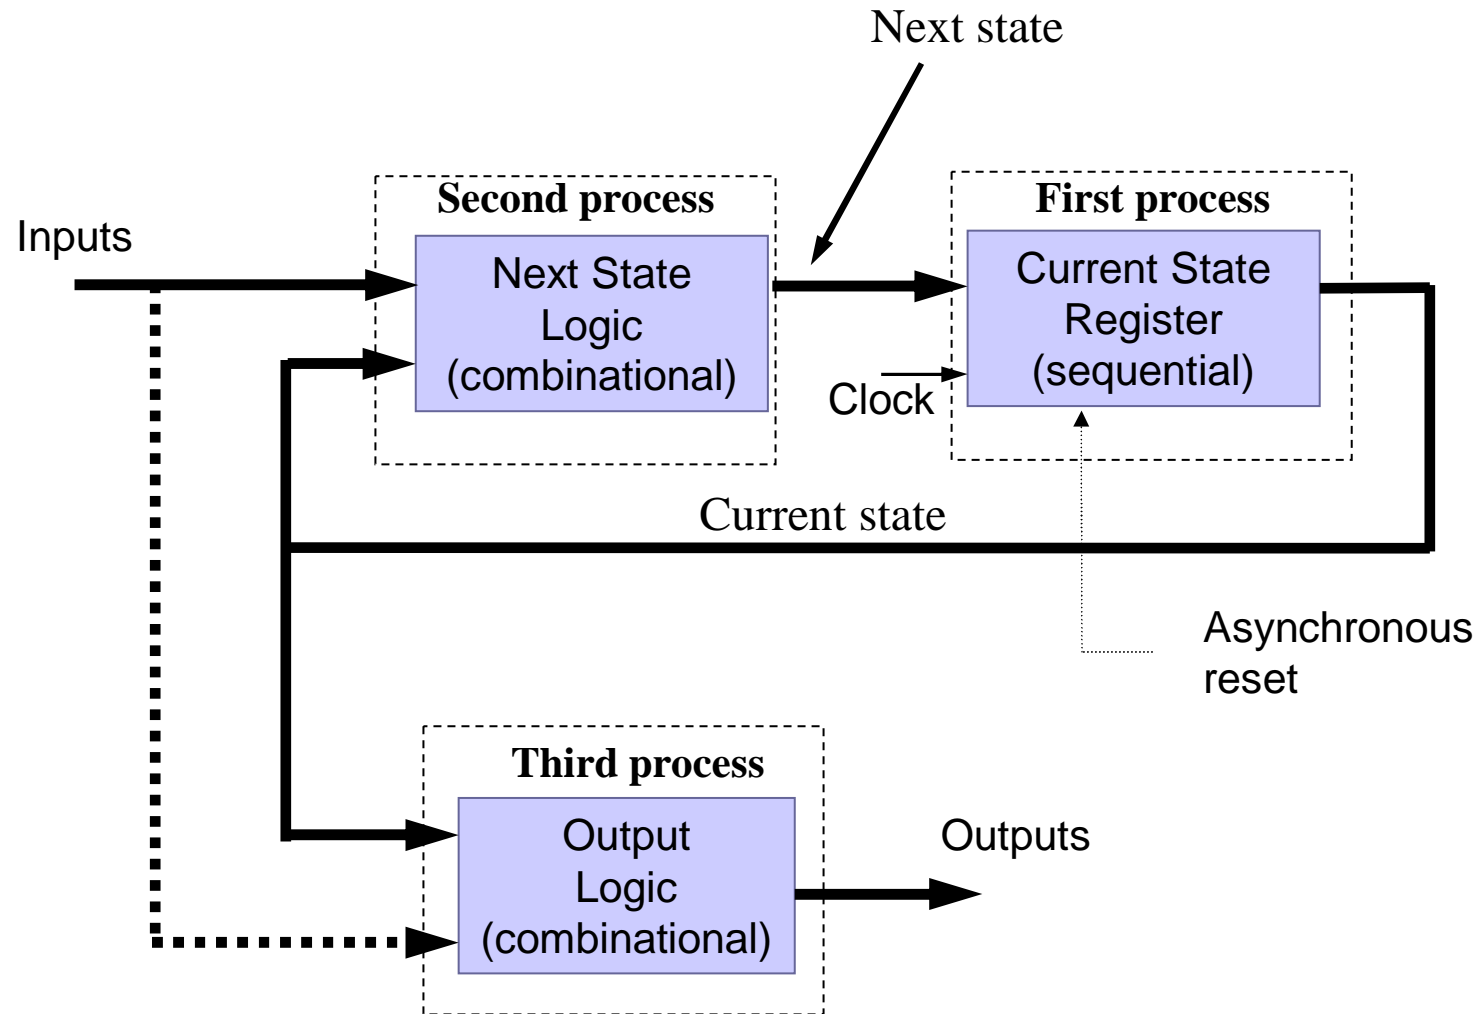 Next state
Second process
First process
Inputs
Next State
Logic
(combinational)
Current State
Register
(sequential)
Clock
Current state
Asynchronous
reset
Third process
Output
Logic
(combinational)
Outputs